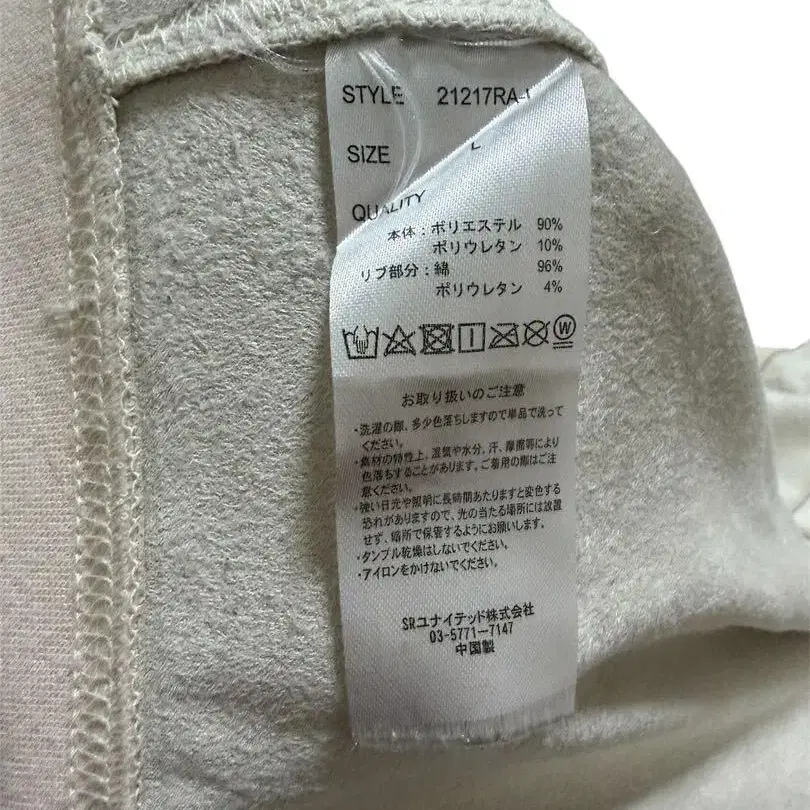 STYLE 21217RA-
SIZE L
QUALITY
本体：ポリエステル 90%
ポリウレタン 10%
リブ部分：綿 96%
ポリウレタン 4%
W
お取り扱いのご注意
・洗濯の際、多少色落ちしますので単品で洗って
ください。
・素材の特性上、湿気や水分、汗、摩擦等により
色落ちすることがあります。ご着用の際はご注
意ください。
・強い日光や照明に長時間あたりますと変色する
恐れがありますので、光の当たる場所には放置
せず、暗所で保管するようにお願いします。
・タンブル乾燥はしないでください。
・アイロンをかけないでください。
SRユナイテッド株式会社
03-5771-7147
中国製